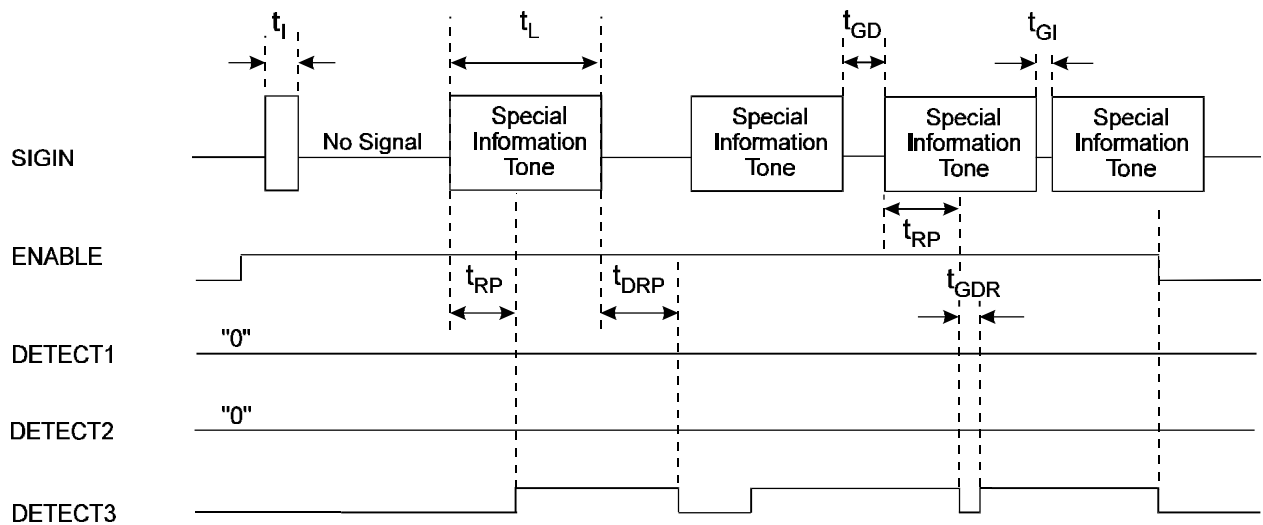 tI
tL
tGD
tGI
SIGIN
No Signal
Special
Information
Tone
Special
Information
Tone
Special
Information
Tone
Special
Information
Tone
tRP
ENABLE
tRP
tDRP
tGDR
"0"
DETECT1
"0"
DETECT2
DETECT3